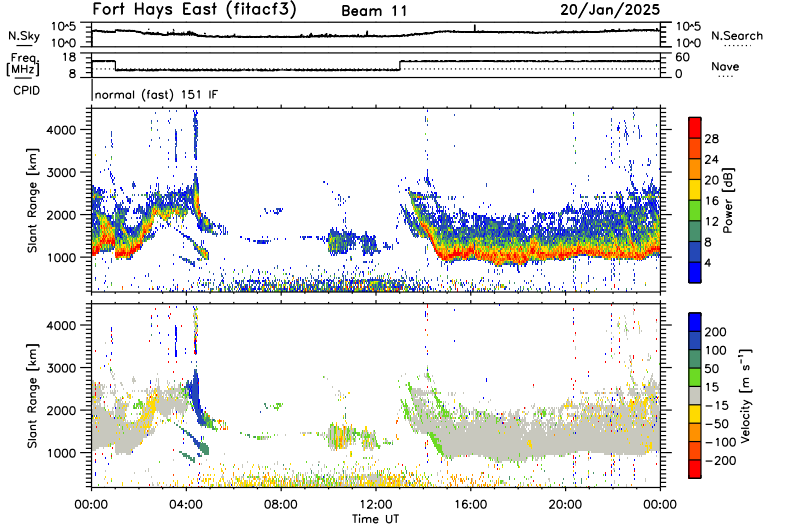 Fort Hays East (fitacf3) Beam 11 20/Jan/2025
N.Sky 10^5 10^0 10^5 10^0 N.Search
Freq. [MHz] 18 8 60 0 Nave
CPID normal (fast) 151 IF
Slant Range [km] 4000 3000 2000 1000
Power [dB] 28 24 20 16 12 8 4
Slant Range [km] 4000 3000 2000 1000
Velocity [m s⁻¹] 200 100 50 15 −15 −50 −100 −200
00:00 04:00 08:00 12:00 16:00 20:00 00:00
Time UT